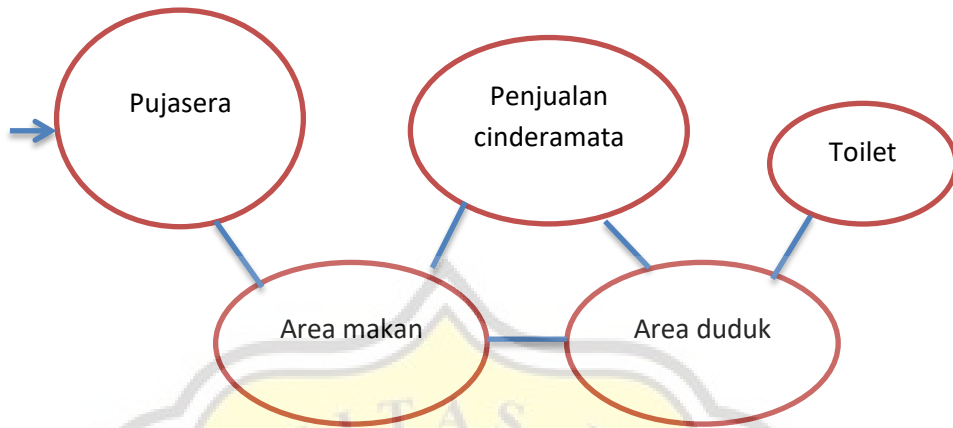 Pujasera
Penjualan
cinderamata
Toilet
Area makan
Area duduk
I T A S